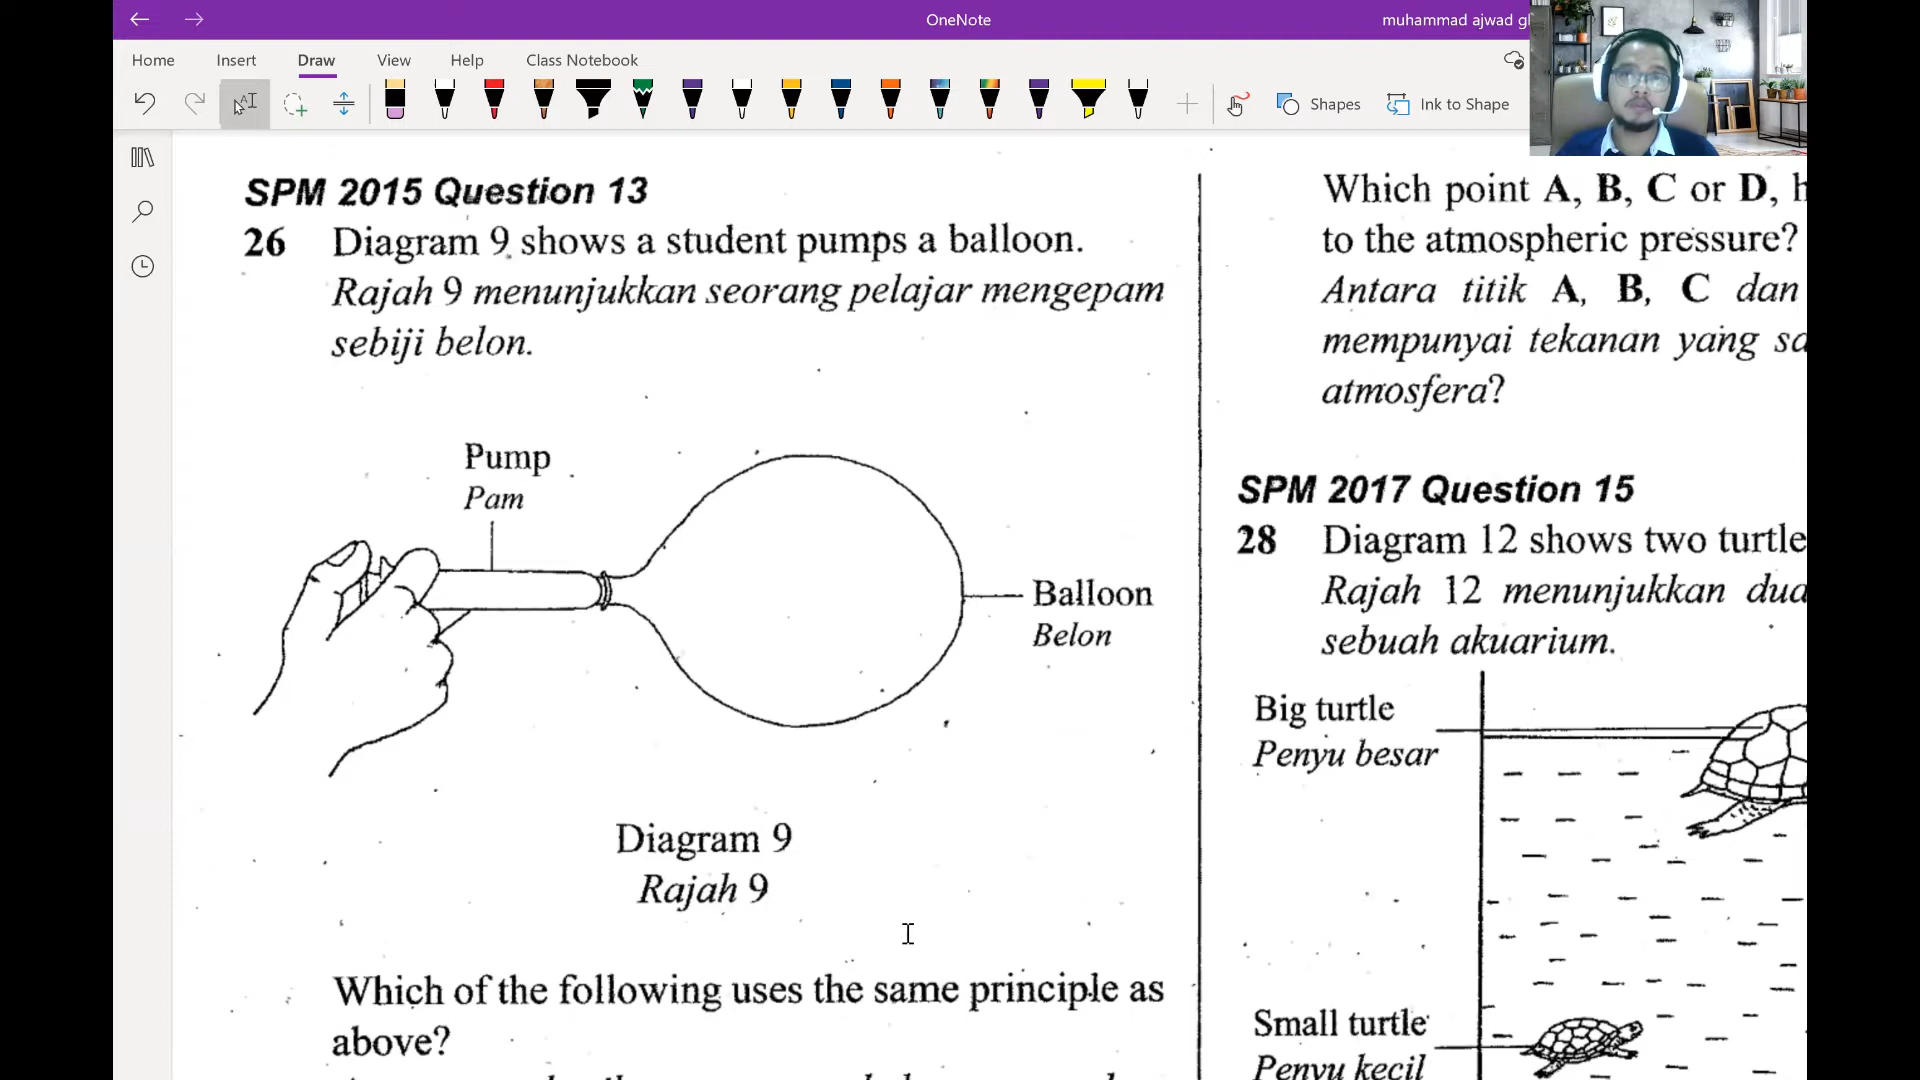 OneNote
muhammad ajwad
Home
Insert
Draw
View
Help
Class Notebook
Shapes
Ink to Shape
SPM 2015 Question 13
26 Diagram 9 shows a student pumps a balloon.
Rajah 9 menunjukkan seorang pelajar mengepam
sebiji belon.
Pump
Pam
Balloon
Belon
Diagram 9
Rajah 9
Which of the following uses the same principle as
above?
Which point A, B, C or D, h
to the atmospheric pressure?
Antara titik A, B, C dan
mempunyai tekanan yang sa
atmosfera?
SPM 2017 Question 15
28 Diagram 12 shows two turtle
Rajah 12 menunjukkan dua
sebuah akuarium.
Big turtle
Penyu besar
Small turtle
Penyu kecil